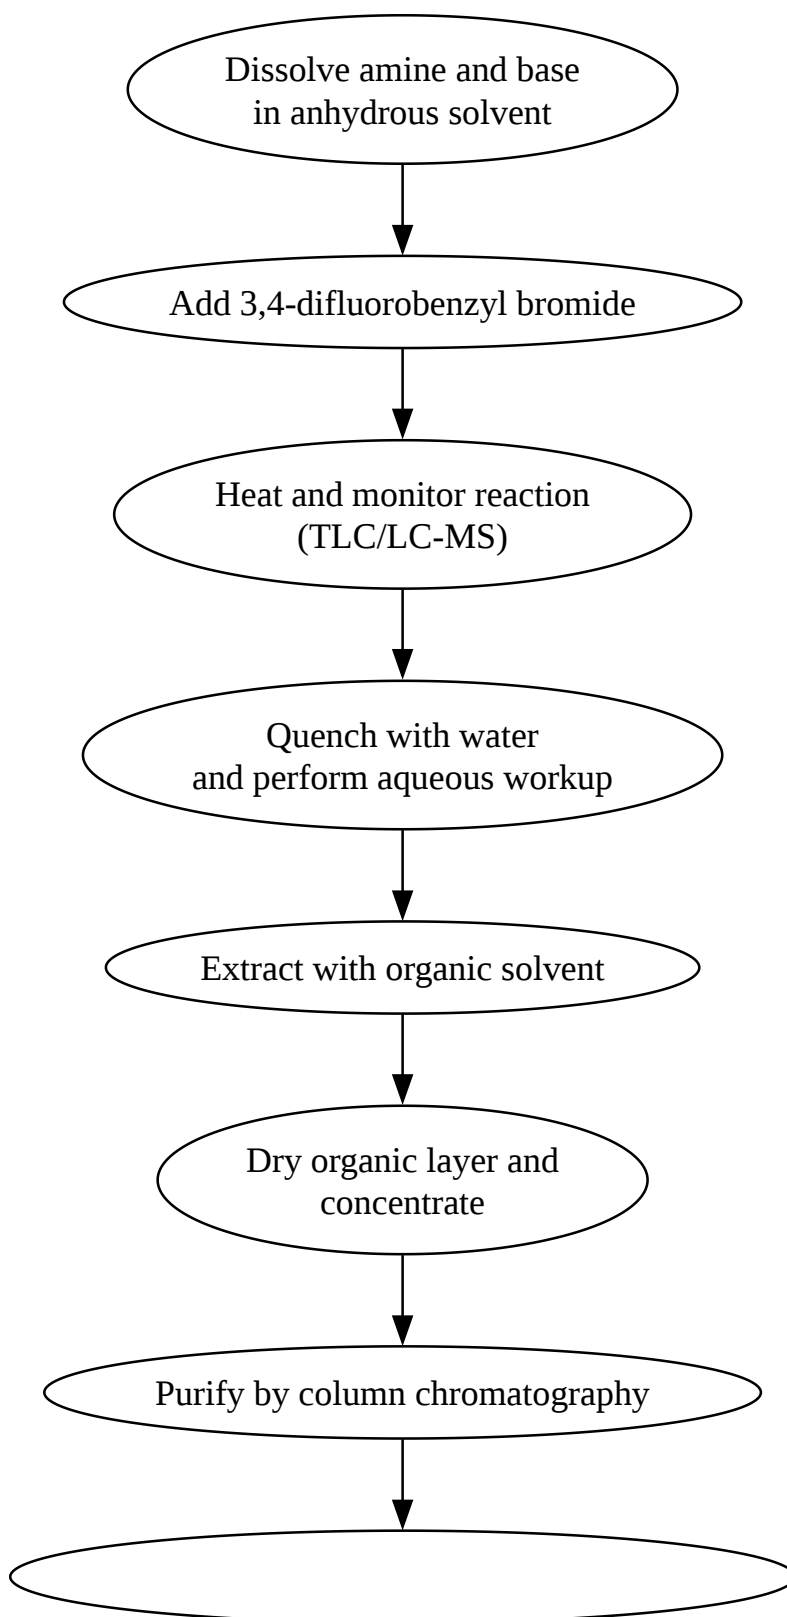 Dissolve amine and base
in anhydrous solvent
Add 3,4-difluorobenzyl bromide
Heat and monitor reaction
(TLC/LC-MS)
Quench with water
and perform aqueous workup
Extract with organic solvent
Dry organic layer and
concentrate
Purify by column chromatography